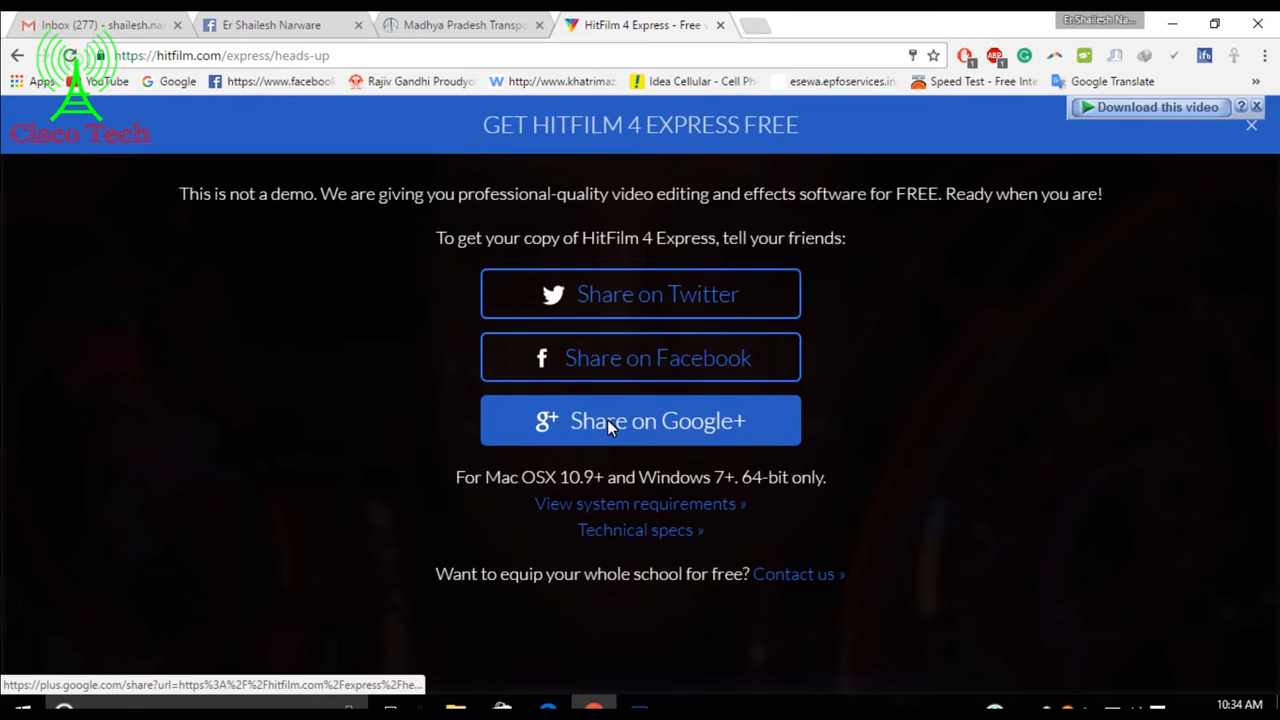 Inbox (277) - shailesh.na
Er Shailesh Narware
Madhya Pradesh Transpo
HitFilm 4 Express - Free v
Er.Shailesh Na...
https://hitfilm.com/express/heads-up
Apps
YouTube
Google
https://www.facebook
Rajiv Gandhi Proudyo
http://www.khatrimaz
Idea Cellular - Cell Ph
esewa.epfoservices.in
Speed Test - Free Inte
Google Translate
Cisco Tech
Download this video
GET HITFILM 4 EXPRESS FREE
This is not a demo. We are giving you professional-quality video editing and effects software for FREE. Ready when you are!
To get your copy of HitFilm 4 Express, tell your friends:
Share on Twitter
Share on Facebook
g+ Share on Google+
For Mac OSX 10.9+ and Windows 7+. 64-bit only.
View system requirements »
Technical specs »
Want to equip your whole school for free? Contact us »
https://plus.google.com/share?url=https%3A%2F%2Fhitfilm.com%2Fexpress%2Fhe...
10:34 AM